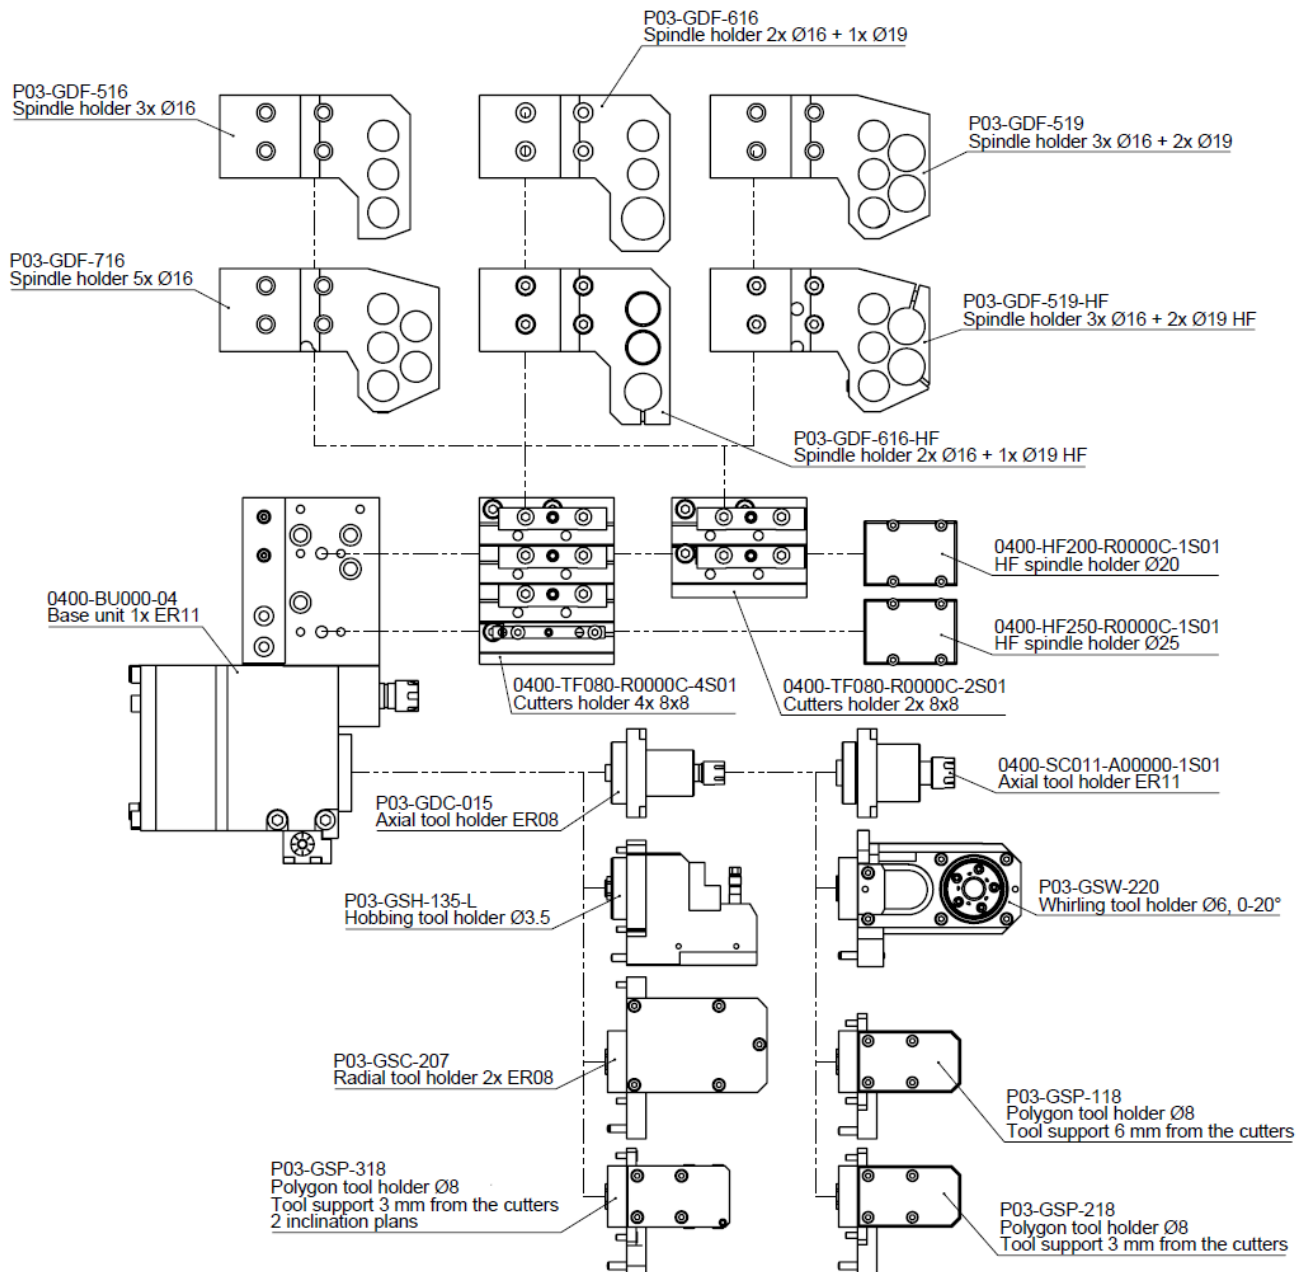 P03-GDF-616
Spindle holder 2x Ø16 + 1x Ø19
P03-GDF-516
Spindle holder 3x Ø16
P03-GDF-519
Spindle holder 3x Ø16 + 2x Ø19
P03-GDF-716
Spindle holder 5x Ø16
P03-GDF-519-HF
Spindle holder 3x Ø16 + 2x Ø19 HF
P03-GDF-616-HF
Spindle holder 2x Ø16 + 1x Ø19 HF
0400-HF200-R0000C-1S01
HF spindle holder Ø20
0400-BU000-04
Base unit 1x ER11
0400-HF250-R0000C-1S01
HF spindle holder Ø25
0400-TF080-R0000C-4S01
Cutters holder 4x 8x8
0400-TF080-R0000C-2S01
Cutters holder 2x 8x8
0400-SC011-A00000-1S01
Axial tool holder ER11
P03-GDC-015
Axial tool holder ER08
P03-GSH-135-L
Hobbing tool holder Ø3.5
P03-GSW-220
Whirling tool holder Ø6, 0-20°
P03-GSC-207
Radial tool holder 2x ER08
P03-GSP-118
Polygon tool holder Ø8
Tool support 6 mm from the cutters
P03-GSP-318
Polygon tool holder Ø8
Tool support 3 mm from the cutters
2 inclination plans
P03-GSP-218
Polygon tool holder Ø8
Tool support 3 mm from the cutters